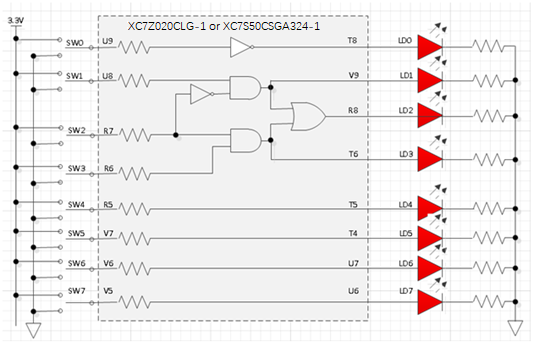 XC7Z020CLG-1 or XC7S50CSGA324-1
3.3V
SW0 U9 T8 LD0
SW1 U8 V9 LD1
R8 LD2
SW2 R7
T6 LD3
SW3 R6
SW4 R5 T5 LD4
SW5 V7 T4 LD5
SW6 V6 U7 LD6
SW7 V5 U6 LD7